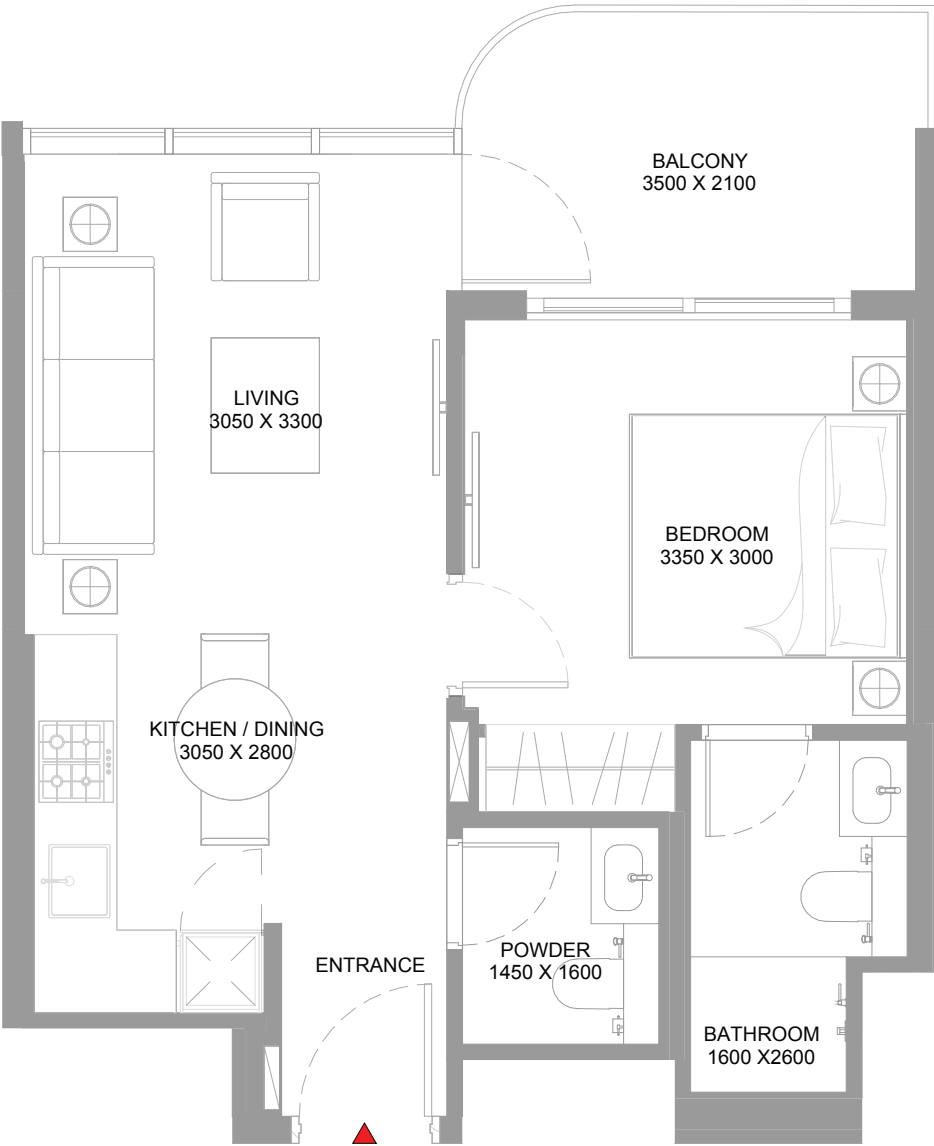 BALCONY
3500 X 2100
LIVING
3050 X 3300
BEDROOM
3350 X 3000
KITCHEN / DINING
3050 X 2800
ENTRANCE
POWDER
1450 X 1600
BATHROOM
1600 X2600